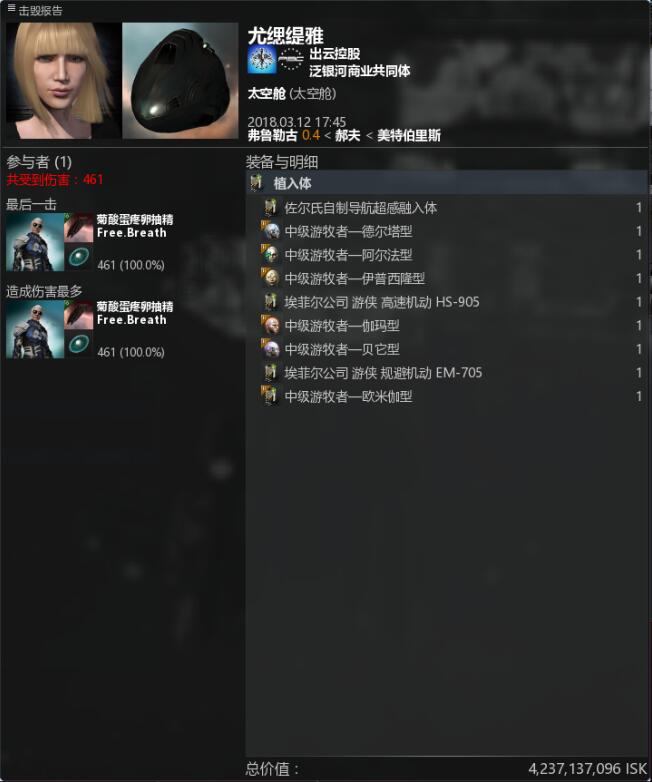 击毁报告
尤缌缇雅
出云控股
泛银河商业共同体
太空舱 (太空舱)
2018.03.12 17:45
弗鲁勒古 0.4 < 郝夫 < 美特伯里斯
参与者 (1)
共受到伤害：461
最后一击
菊酸蛋疼卵抽精
Free.Breath
461 (100.0%)
造成伤害最多
菊酸蛋疼卵抽精
Free.Breath
461 (100.0%)
装备与明细
植入体
佐尔氏自制导航超感融入体 1
中级游牧者—德尔塔型 1
中级游牧者—阿尔法型 1
中级游牧者—伊普西隆型 1
埃菲尔公司 游侠 高速机动 HS-905 1
中级游牧者—伽玛型 1
中级游牧者—贝它型 1
埃菲尔公司 游侠 规避机动 EM-705 1
中级游牧者—欧米伽型 1
总价值： 4,237,137,096 ISK